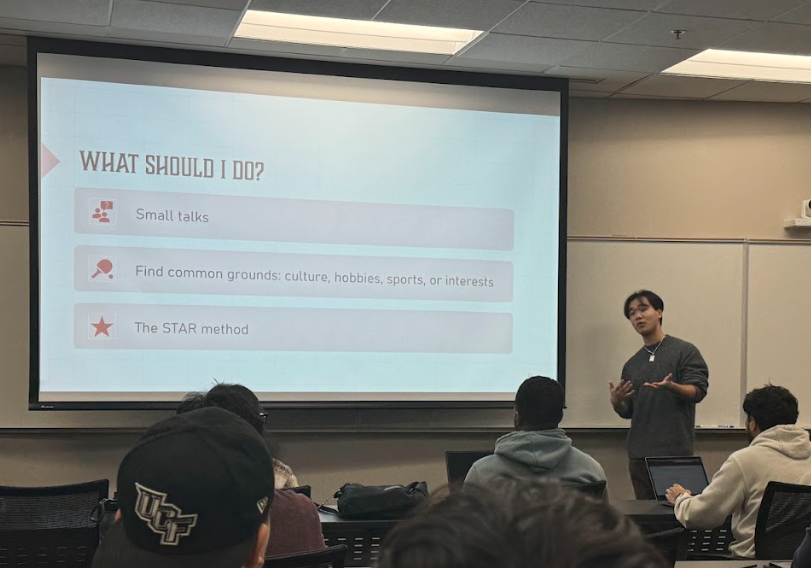 WHAT SHOULD I DO?
?
Small talks
Find common grounds: culture, hobbies, sports, or interests
The STAR method
UCF